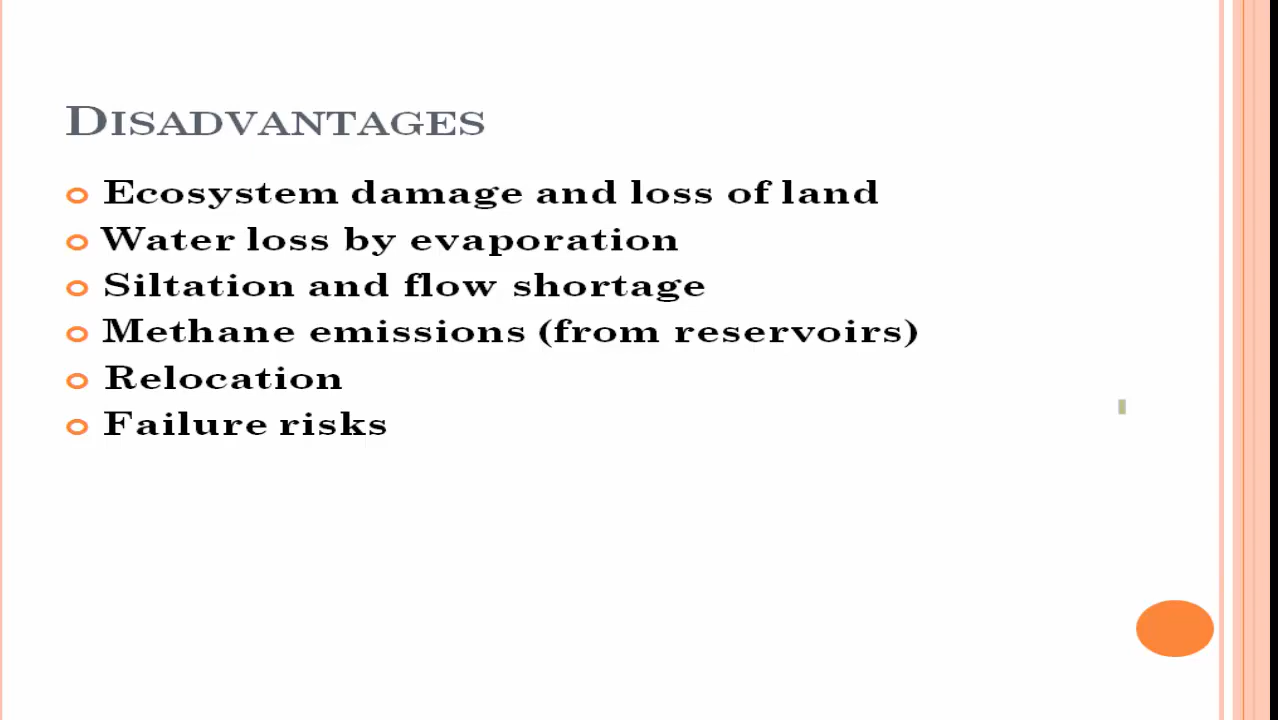 Disadvantages
Ecosystem damage and loss of land
Water loss by evaporation
Siltation and flow shortage
Methane emissions (from reservoirs)
Relocation
Failure risks